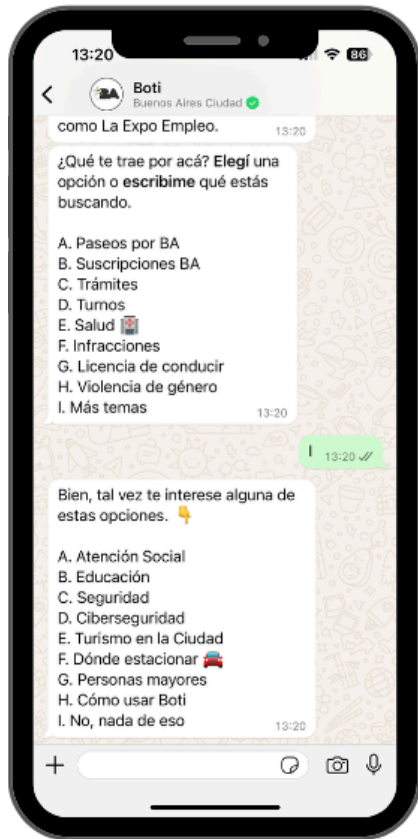 13:20
86
BA
Boti
Buenos Aires Ciudad
como La Expo Empleo.
13:20
¿Qué te trae por acá? Elegí una
opción o escribime qué estás
buscando.
A. Paseos por BA
B. Suscripciones BA
C. Trámites
D. Turnos
E. Salud 🏥
F. Infracciones
G. Licencia de conducir
H. Violencia de género
I. Más temas
13:20
I
13:20
Bien, tal vez te interese alguna de
estas opciones. 👇
A. Atención Social
B. Educación
C. Seguridad
D. Ciberseguridad
E. Turismo en la Ciudad
F. Dónde estacionar 🚘
G. Personas mayores
H. Cómo usar Boti
I. No, nada de eso
13:20